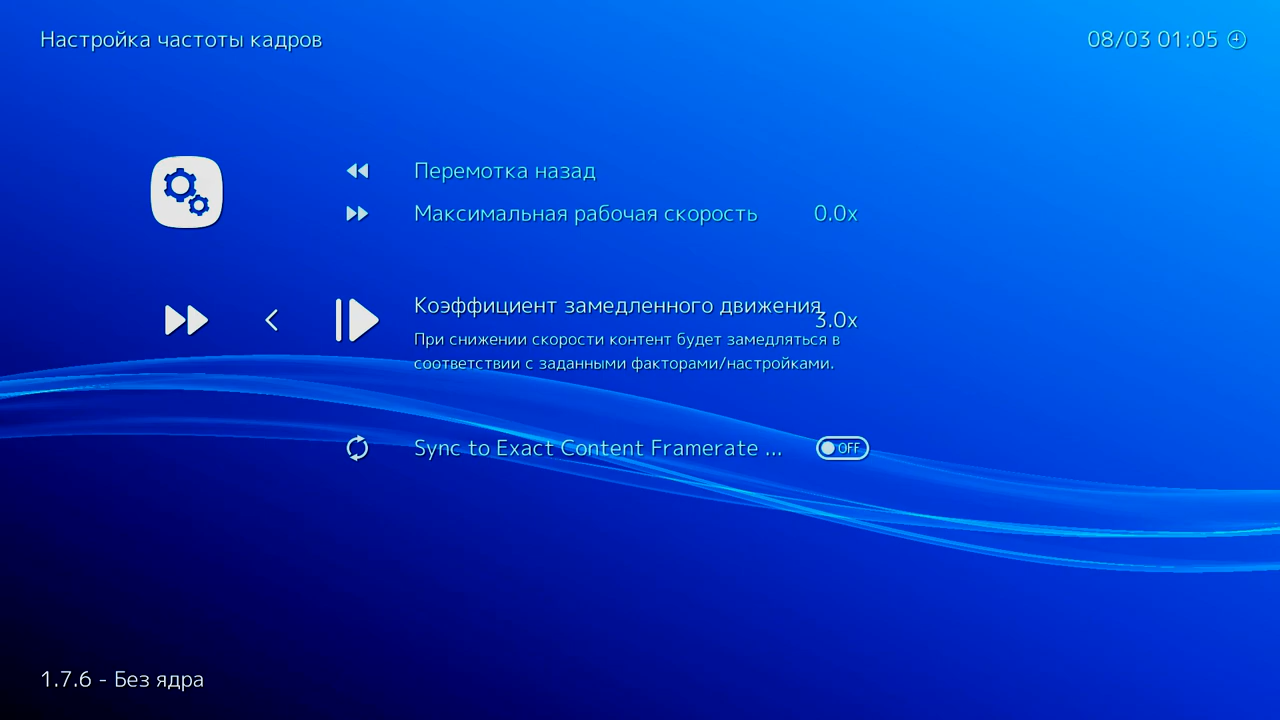 Настройка частоты кадров
08/03 01:05
Перемотка назад
Максимальная рабочая скорость 0.0x
Коэффициент замедленного движения
3.0x
При снижении скорости контент будет замедляться в
соответствии с заданными факторами/настройками.
Sync to Exact Content Framerate ... OFF
1.7.6 - Без ядра